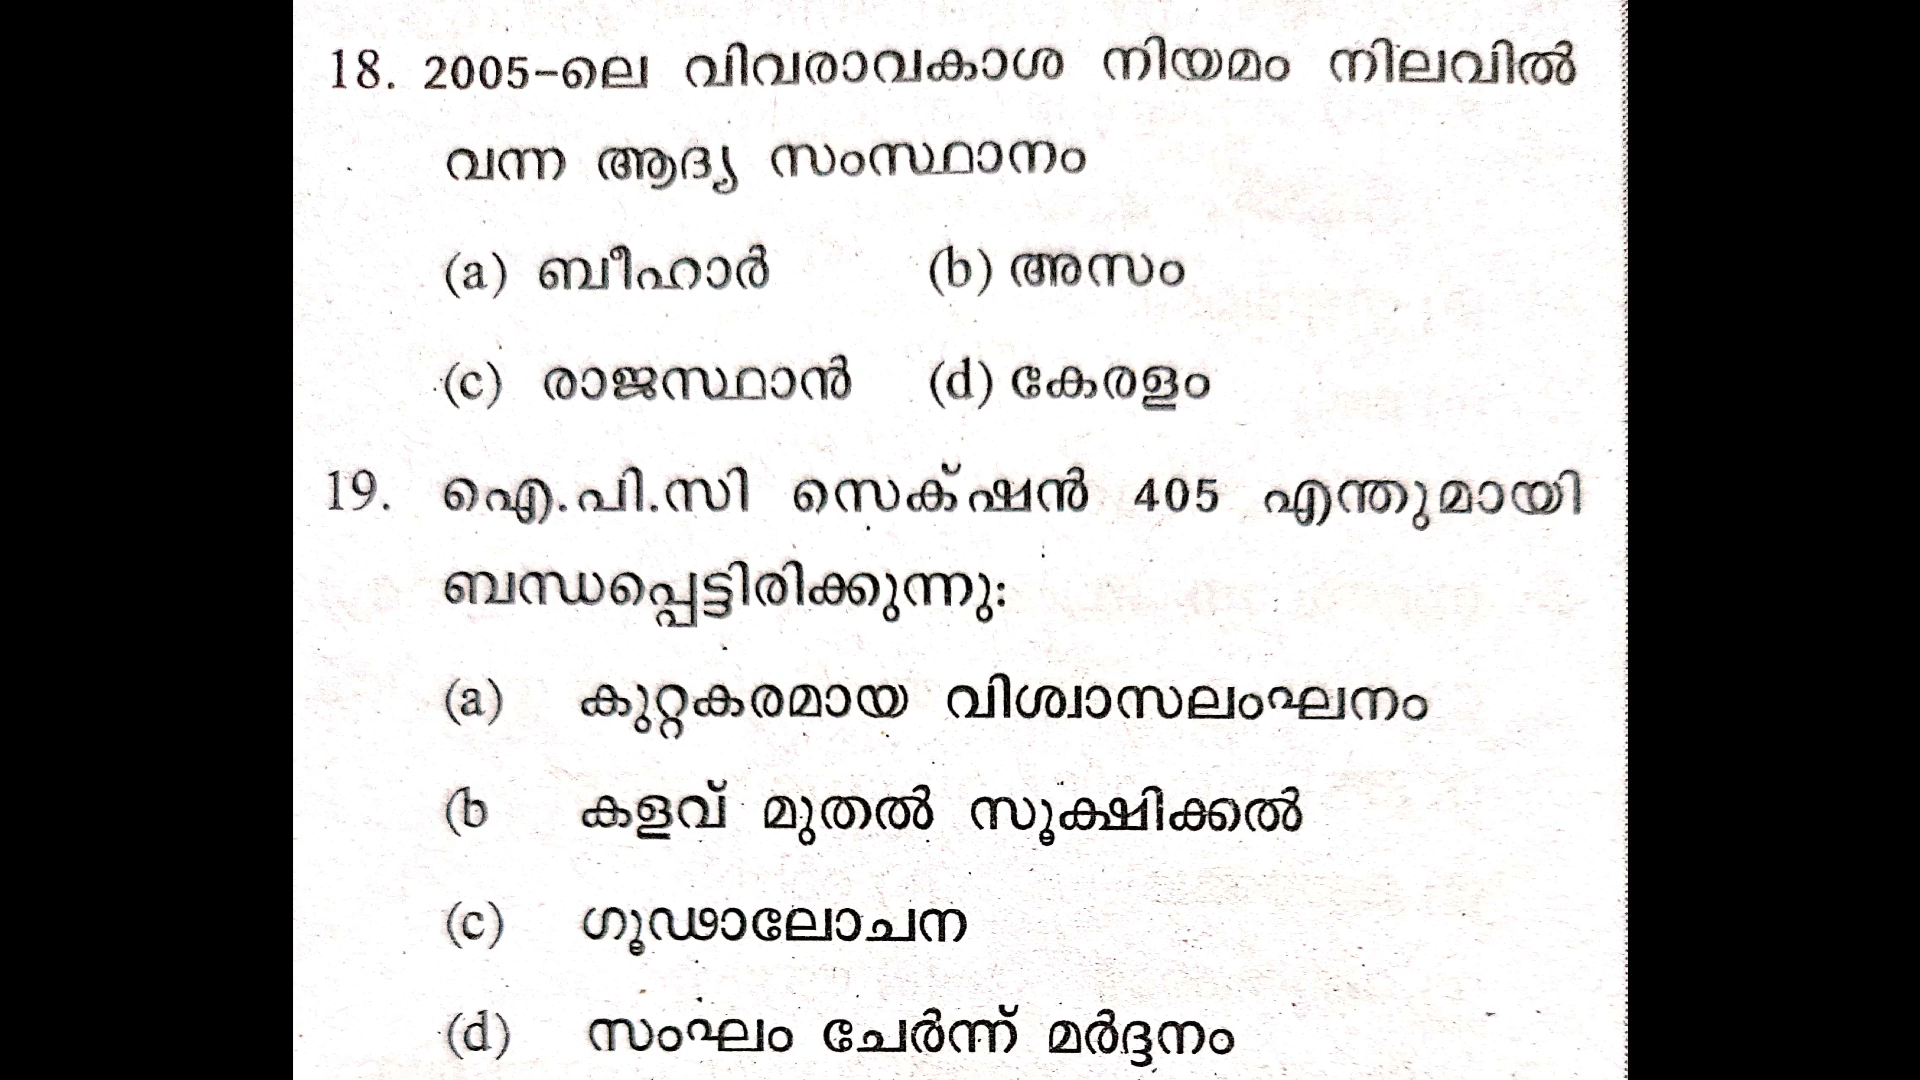 18. 2005-ലെ വിവരാവകാശ നിയമം നിലവിൽ
വന്ന ആദ്യ സംസ്ഥാനം
(a) ബീഹാർ (b) അസം
(c) രാജസ്ഥാൻ (d) കേരളം
19. ഐ.പി.സി സെക്ഷൻ 405 എന്തുമായി
ബന്ധപ്പെട്ടിരിക്കുന്നു:
(a) കുറ്റകരമായ വിശ്വാസലംഘനം
(b കളവ് മുതൽ സൂക്ഷിക്കൽ
(c) ഗൂഢാലോചന
(d) സംഘം ചേർന്ന് മർദ്ദനം